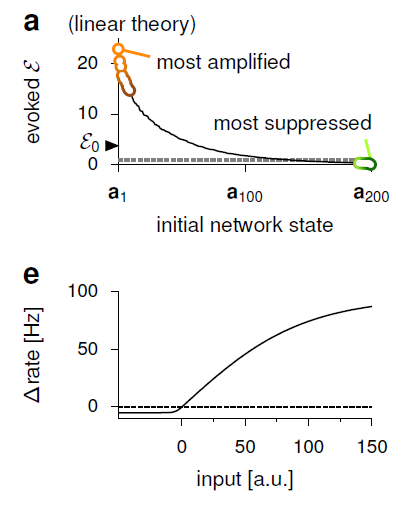 a (linear theory)
evoked ℰ
20
10
ℰ₀
0
most amplified
most suppressed
a₁ a₁₀₀ a₂₀₀
initial network state
e
Δrate [Hz]
100
50
0
0 50 100 150
input [a.u.]